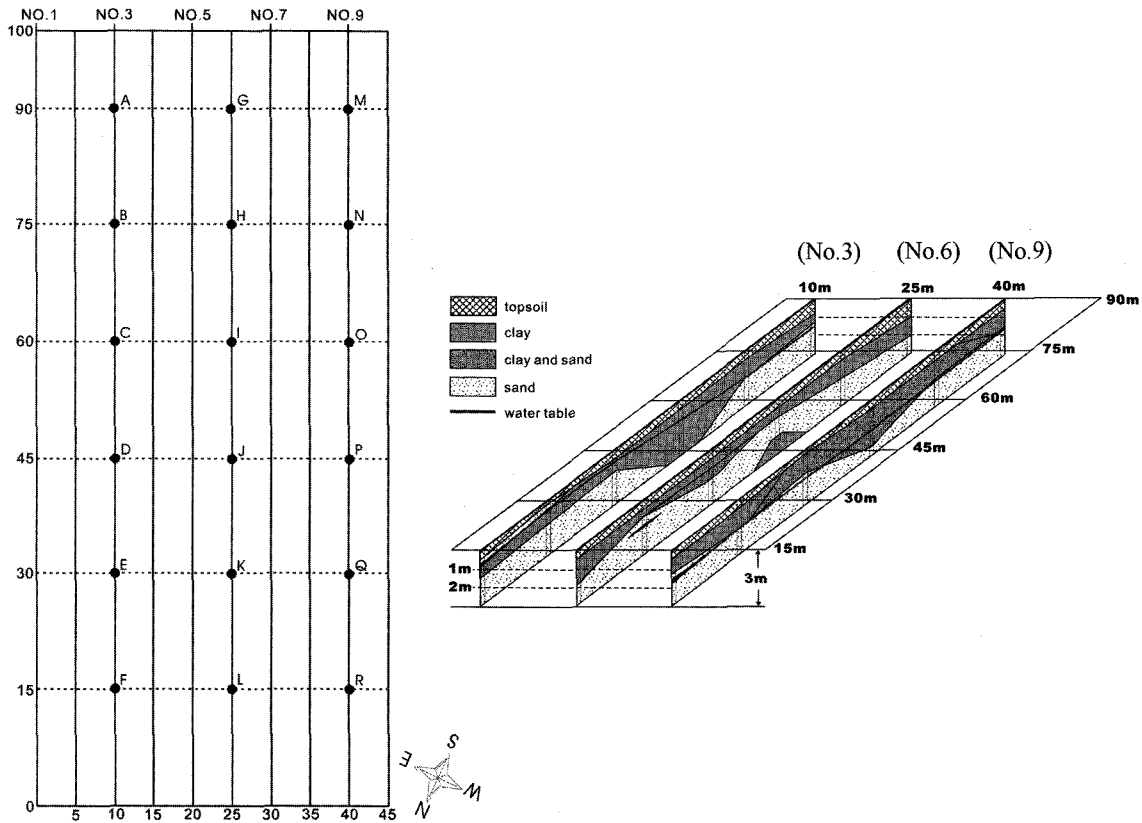 NO.1 NO.3 NO.5 NO.7 NO.9
100
A G M
90
B H N
75
C I O
60
D J P
45
E K Q
30
F L R
15
0
5 10 15 20 25 30 35 40 45
S
E
W
N
(No.3) (No.6) (No.9)
10m 25m 40m
90m
topsoil
clay
clay and sand
sand
water table
75m
60m
45m
30m
15m
1m
2m
3m